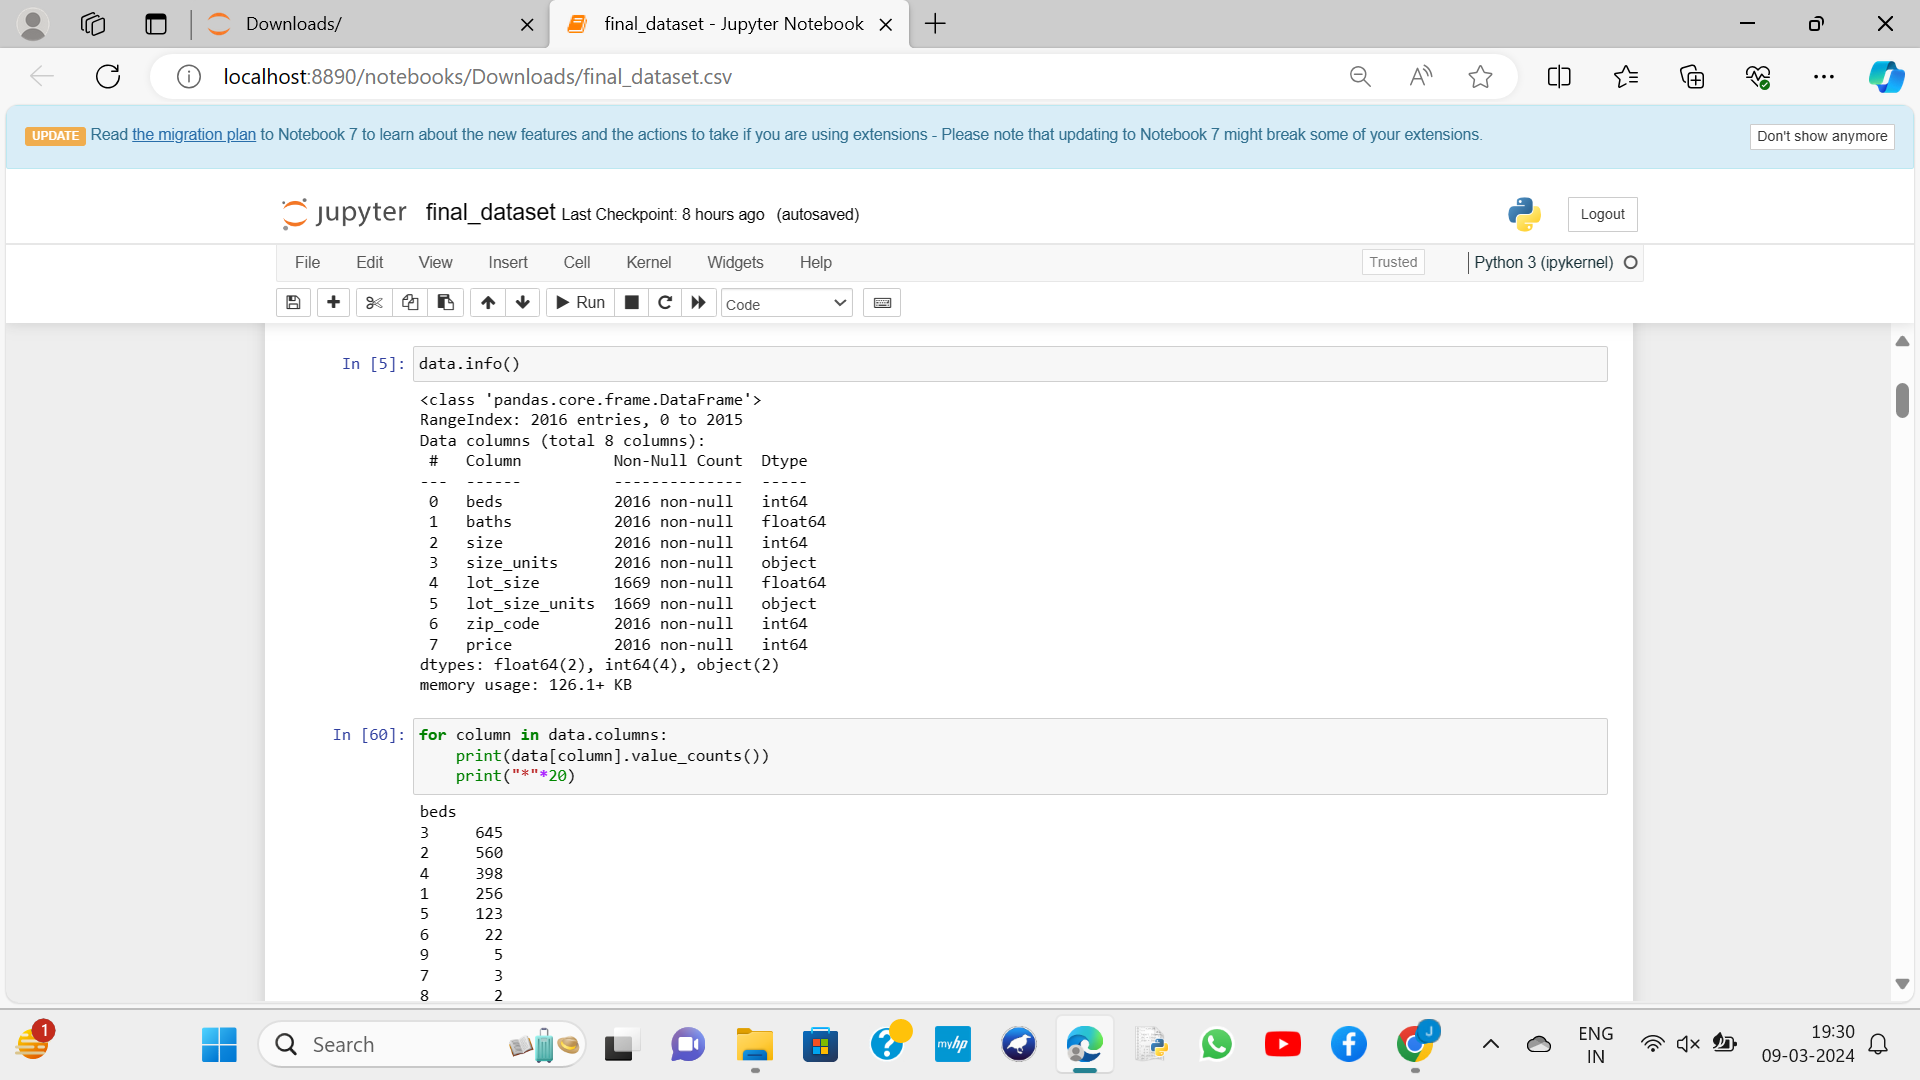 Downloads/
final_dataset - Jupyter Notebook
localhost:8890/notebooks/Downloads/final_dataset.csv
UPDATE Read the migration plan to Notebook 7 to learn about the new features and the actions to take if you are using extensions - Please note that updating to Notebook 7 might break some of your extensions.
Don't show anymore
jupyter final_dataset Last Checkpoint: 8 hours ago (autosaved)
Logout
File Edit View Insert Cell Kernel Widgets Help
Trusted
Python 3 (ipykernel)
Run
Code
In [5]: data.info()
<class 'pandas.core.frame.DataFrame'>
RangeIndex: 2016 entries, 0 to 2015
Data columns (total 8 columns):
 #   Column          Non-Null Count  Dtype
---  ------          --------------  -----
 0   beds            2016 non-null   int64
 1   baths           2016 non-null   float64
 2   size            2016 non-null   int64
 3   size_units      2016 non-null   object
 4   lot_size        1669 non-null   float64
 5   lot_size_units  1669 non-null   object
 6   zip_code        2016 non-null   int64
 7   price           2016 non-null   int64
dtypes: float64(2), int64(4), object(2)
memory usage: 126.1+ KB
In [60]: for column in data.columns:
    print(data[column].value_counts())
    print("*"*20)
beds
3     645
2     560
4     398
1     256
5     123
6      22
9       5
7       3
8       2
1
Search
myhp
J
ENG
IN
19:30
09-03-2024